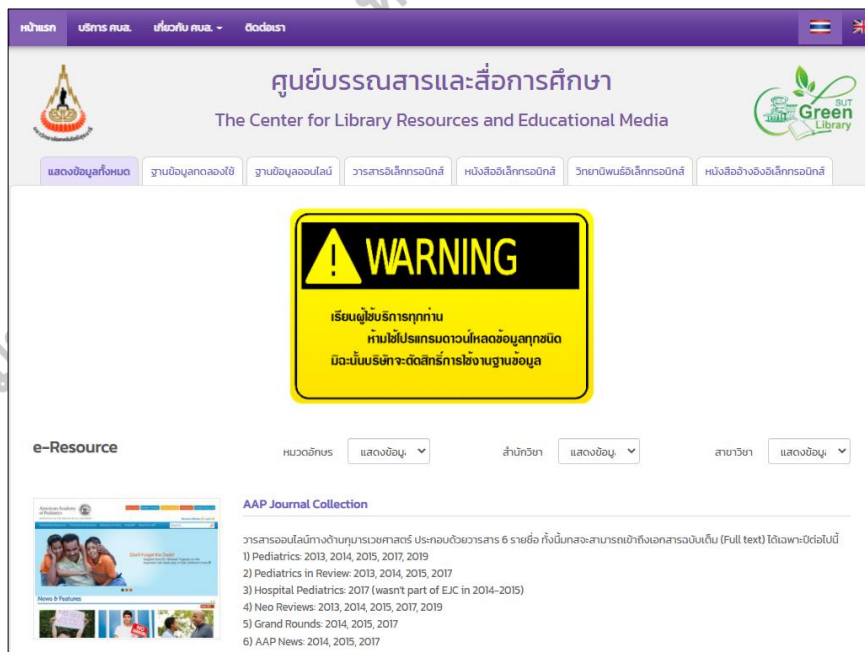 หน้าแรก บริการ ศบส. เกี่ยวกับ ศบส. ติดต่อเรา
ศูนย์บรรณสารและสื่อการศึกษา
The Center for Library Resources and Educational Media
SUT
Green
Library
แสดงข้อมูลทั้งหมด ฐานข้อมูลทดลองใช้ ฐานข้อมูลออนไลน์ วารสารอิเล็กทรอนิกส์ หนังสืออิเล็กทรอนิกส์ วิทยานิพนธ์อิเล็กทรอนิกส์ หนังสืออ้างอิงอิเล็กทรอนิกส์
WARNING
เรียนผู้ใช้บริการทุกท่าน
ห้ามใช้โปรแกรมดาวน์โหลดข้อมูลทุกชนิด
มิฉะนั้นบริษัทจะตัดสิทธิ์การใช้งานฐานข้อมูล
e-Resource หมวดอักษร แสดงข้อมู สำนักวิชา แสดงข้อมู สาขาวิชา แสดงข้อมู
American Academy
of Pediatrics
AAP Journal Collection
วารสารออนไลน์ทางด้านกุมารเวชศาสตร์ ประกอบด้วยวารสาร 6 รายชื่อ ทั้งนี้มทสจะสามารถเข้าถึงเอกสารฉบับเต็ม (Full text) ได้เฉพาะปีต่อไปนี้
1) Pediatrics: 2013, 2014, 2015, 2017, 2019
2) Pediatrics in Review: 2013, 2014, 2015, 2017
3) Hospital Pediatrics: 2017 (wasn't part of EJC in 2014-2015)
4) Neo Reviews: 2013, 2014, 2015, 2017, 2019
5) Grand Rounds: 2014, 2015, 2017
6) AAP News: 2014, 2015, 2017
News & Features